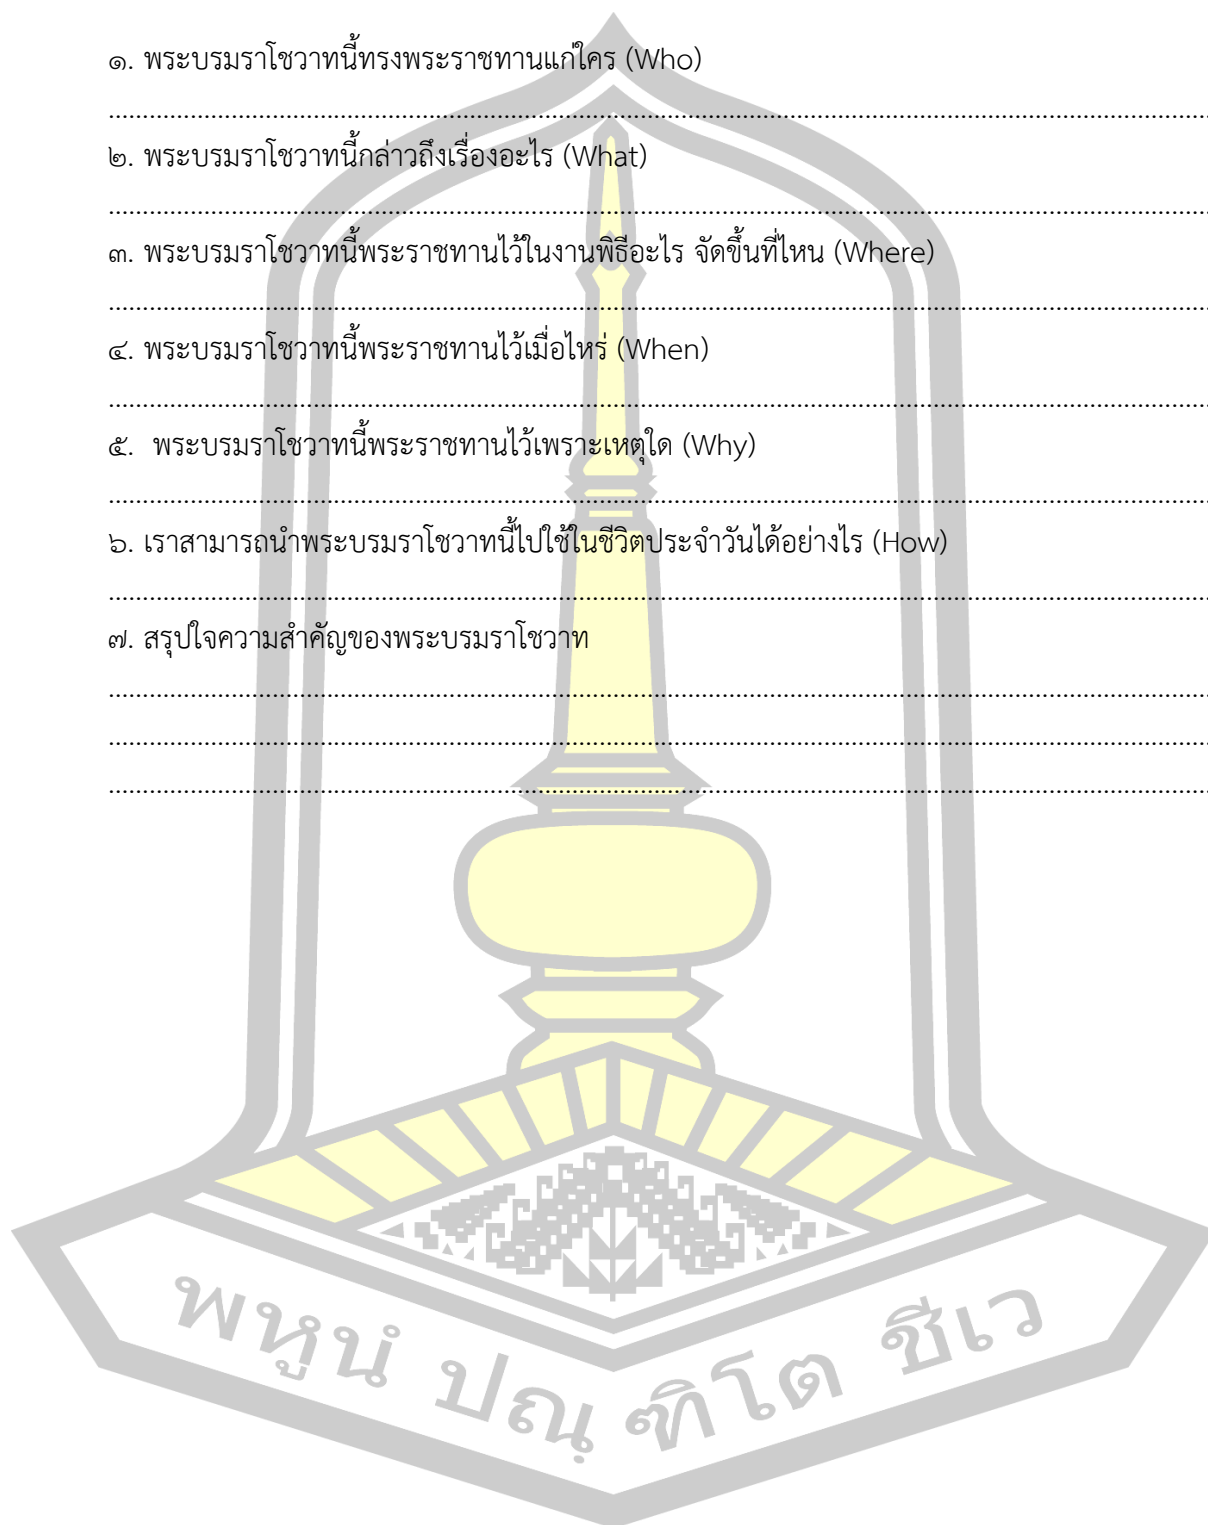 ๑. พระบรมราโชวาทนี้ทรงพระราชทานแก่ใคร (Who)
................................................................................................................................................................
๒. พระบรมราโชวาทนี้กล่าวถึงเรื่องอะไร (What)
................................................................................................................................................................
๓. พระบรมราโชวาทนี้พระราชทานไว้ในงานพิธีอะไร จัดขึ้นที่ไหน (Where)
................................................................................................................................................................
๔. พระบรมราโชวาทนี้พระราชทานไว้เมื่อไหร่ (When)
................................................................................................................................................................
๕.  พระบรมราโชวาทนี้พระราชทานไว้เพราะเหตุใด (Why)
................................................................................................................................................................
๖. เราสามารถนำพระบรมราโชวาทนี้ไปใช้ในชีวิตประจำวันได้อย่างไร (How)
................................................................................................................................................................
๗. สรุปใจความสำคัญของพระบรมราโชวาท
................................................................................................................................................................
................................................................................................................................................................
................................................................................................................................................................
พหูนํ ปณฺฑิโต ชีเว